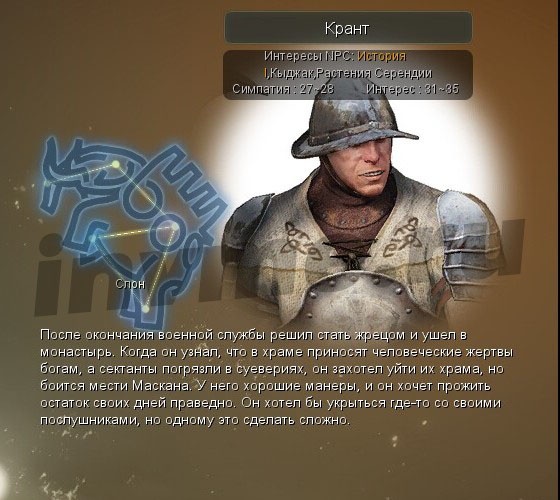 Крант
Интересы NPC: История
I,Кыджак,Растения Серендии
Симпатия : 27~28 Интерес : 31~35
Слон
После окончания военной службы решил стать жрецом и ушел в
монастырь. Когда он узнал, что в храме приносят человеческие жертвы
богам, а сектанты погрязли в суевериях, он захотел уйти их храма, но
боится мести Маскана. У него хорошие манеры, и он хочет прожить
остаток своих дней праведно. Он хотел бы укрыться где-то со своими
послушниками, но одному это сделать сложно.